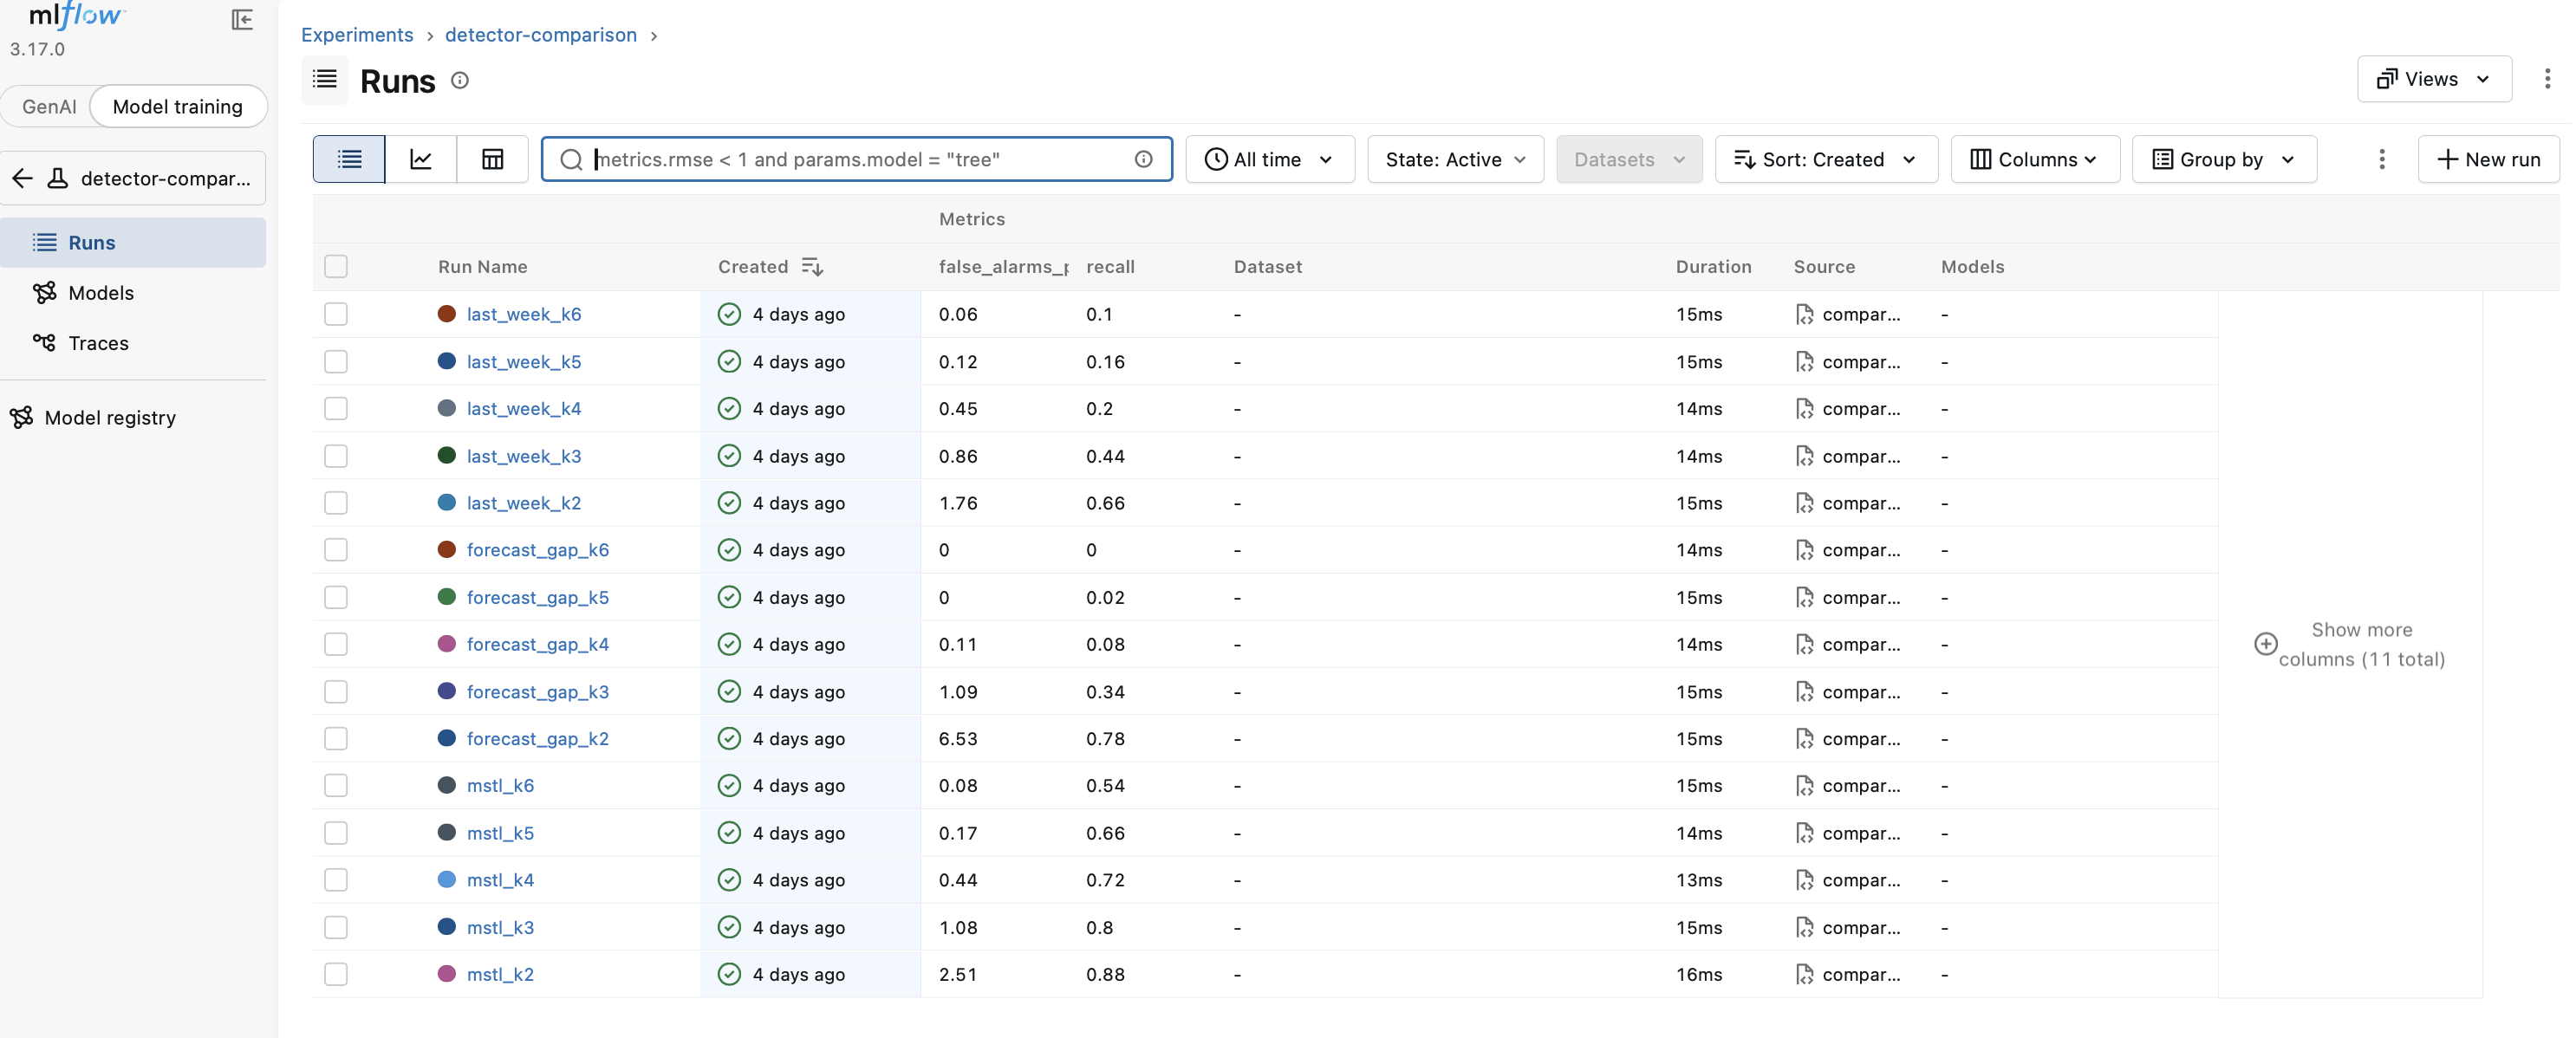 mlflow
3.17.0
GenAI Model training
detector-compar...
Runs
Models
Traces
Model registry
Experiments > detector-comparison >
Runs
Views
metrics.rmse < 1 and params.model = "tree"
All time
State: Active
Datasets
Sort: Created
Columns
Group by
New run
Metrics
Run Name Created false_alarms_p recall Dataset Duration Source Models
last_week_k6 4 days ago 0.06 0.1 - 15ms compar... -
last_week_k5 4 days ago 0.12 0.16 - 15ms compar... -
last_week_k4 4 days ago 0.45 0.2 - 14ms compar... -
last_week_k3 4 days ago 0.86 0.44 - 14ms compar... -
last_week_k2 4 days ago 1.76 0.66 - 15ms compar... -
forecast_gap_k6 4 days ago 0 0 - 14ms compar... -
forecast_gap_k5 4 days ago 0 0.02 - 15ms compar... -
forecast_gap_k4 4 days ago 0.11 0.08 - 14ms compar... -
forecast_gap_k3 4 days ago 1.09 0.34 - 15ms compar... -
forecast_gap_k2 4 days ago 6.53 0.78 - 15ms compar... -
mstl_k6 4 days ago 0.08 0.54 - 15ms compar... -
mstl_k5 4 days ago 0.17 0.66 - 14ms compar... -
mstl_k4 4 days ago 0.44 0.72 - 13ms compar... -
mstl_k3 4 days ago 1.08 0.8 - 15ms compar... -
mstl_k2 4 days ago 2.51 0.88 - 16ms compar... -
Show more
columns (11 total)